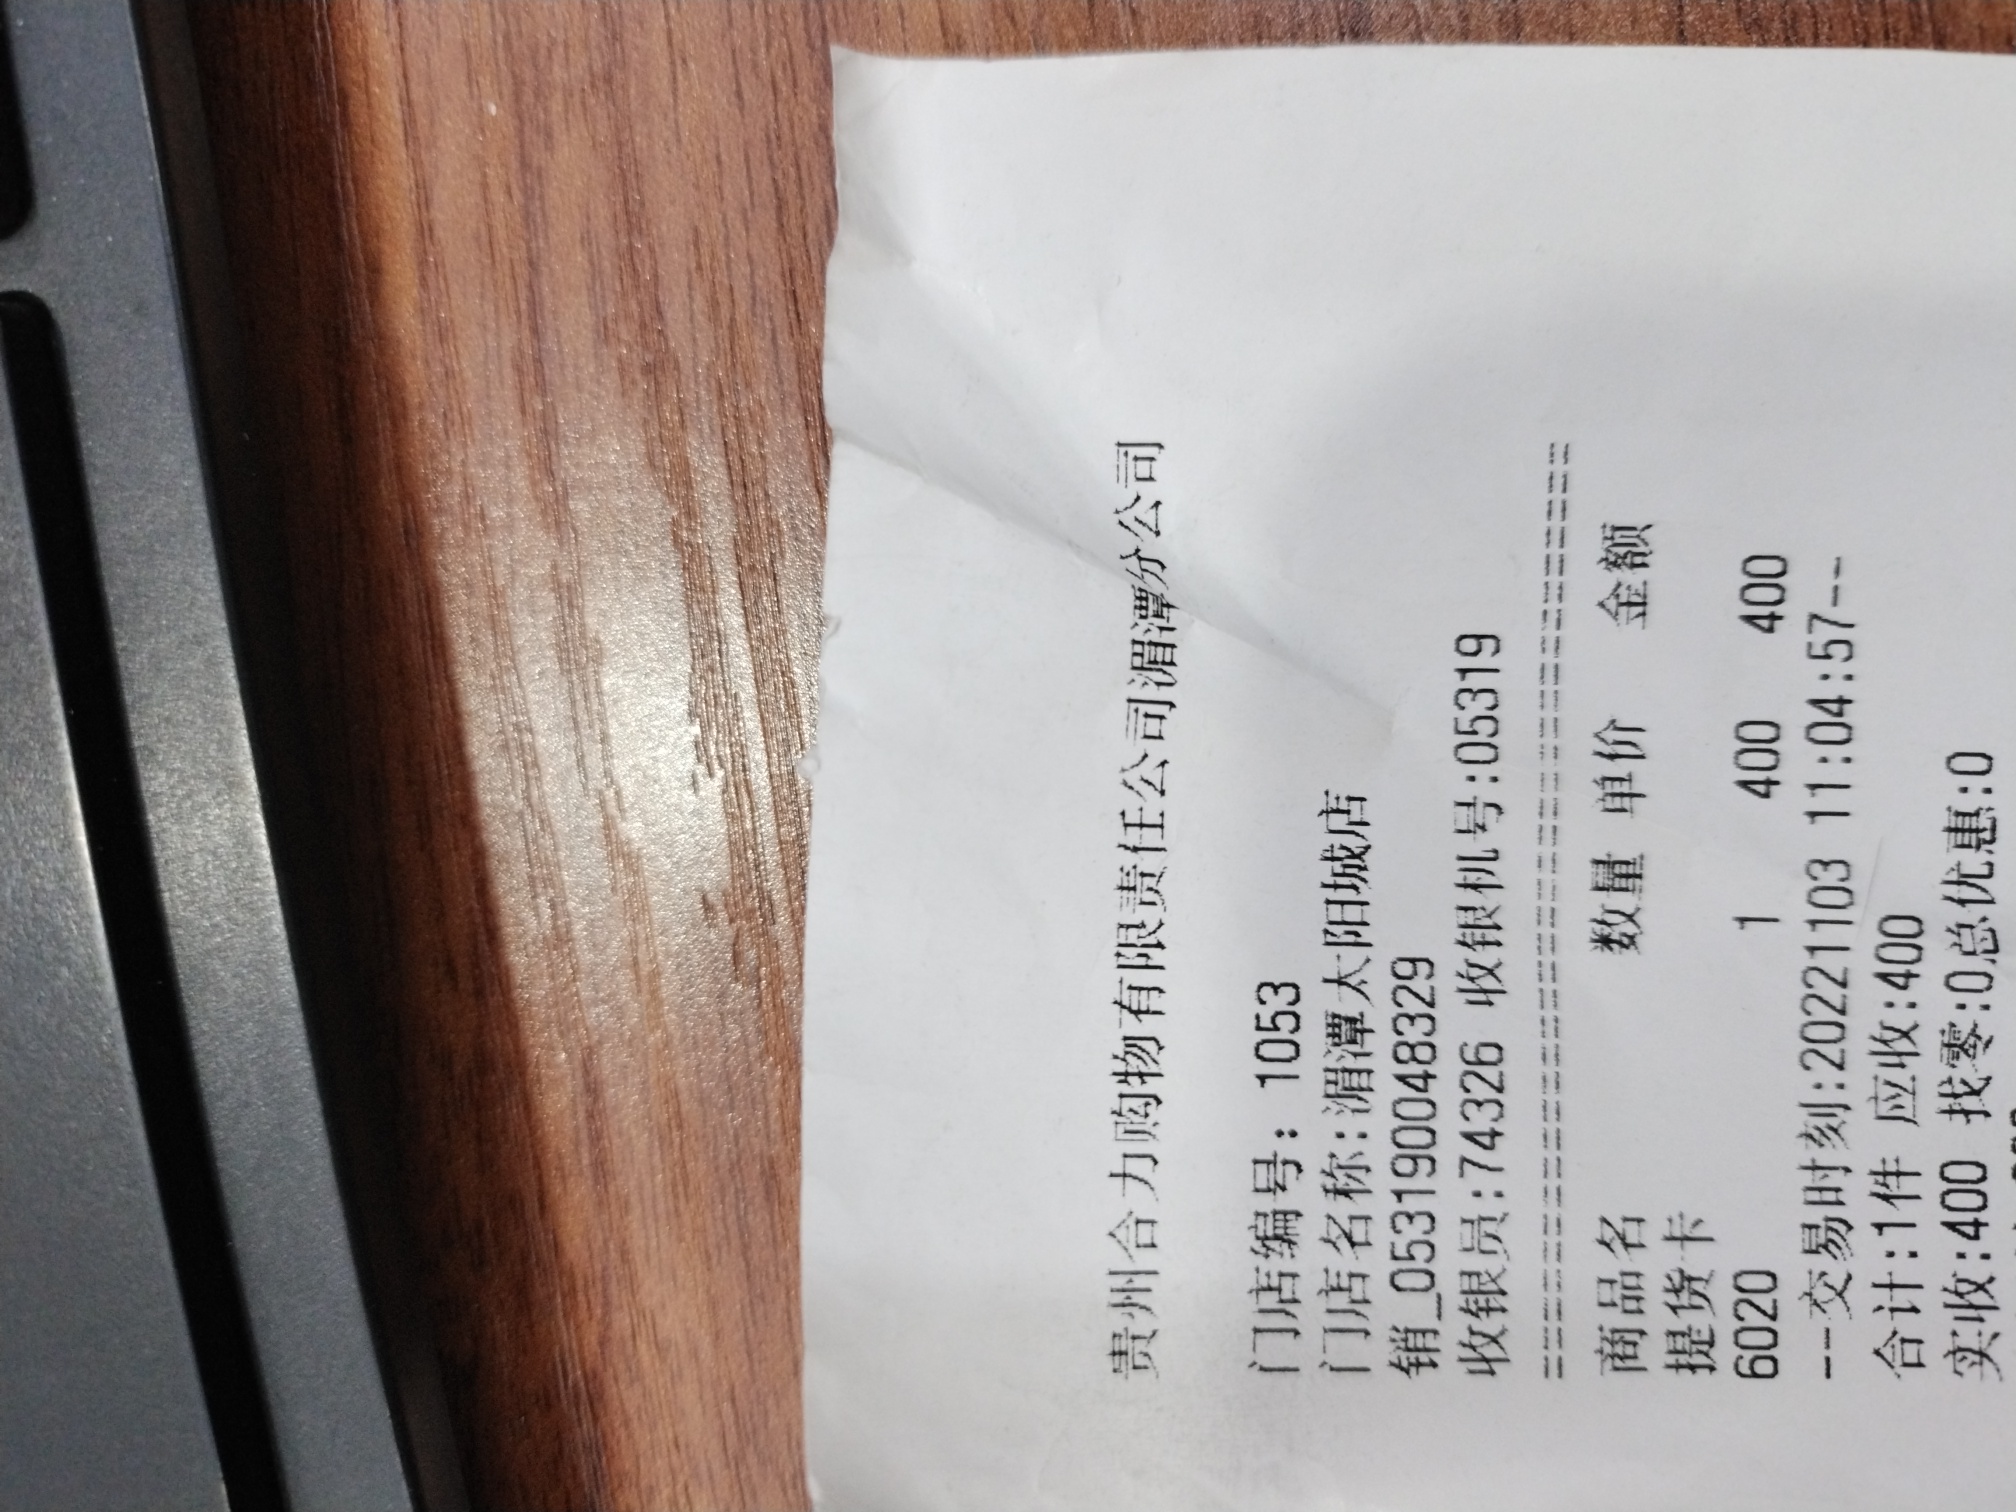 贵州合力购物有限责任公司湄潭分公司
门店编号: 1053
门店名称:湄潭太阳城店
销_053190048329
收银员:74326 收银机号:05319
商品名 数量 单价 金额
提货卡
6020 1 400 400
--交易时刻:20221103 11:04:57--
合计:1件 应收:400
实收:400 找零:0总优惠:0